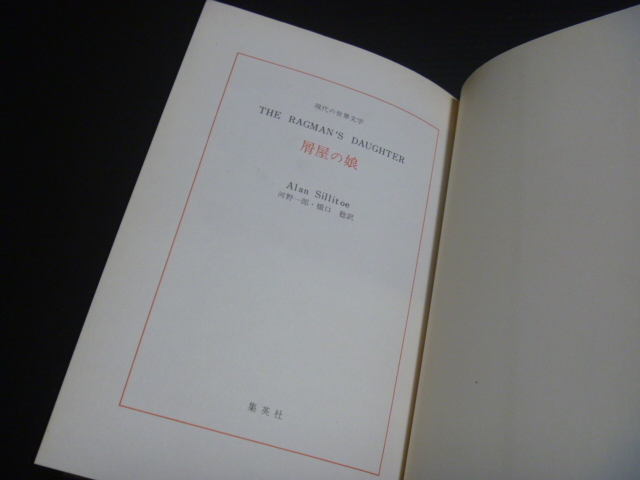 現代の世界文学
THE RAGMAN'S DAUGHTER
屑屋の娘
Alan Sillitoe
河野一郎・橋口 稔訳
集英社